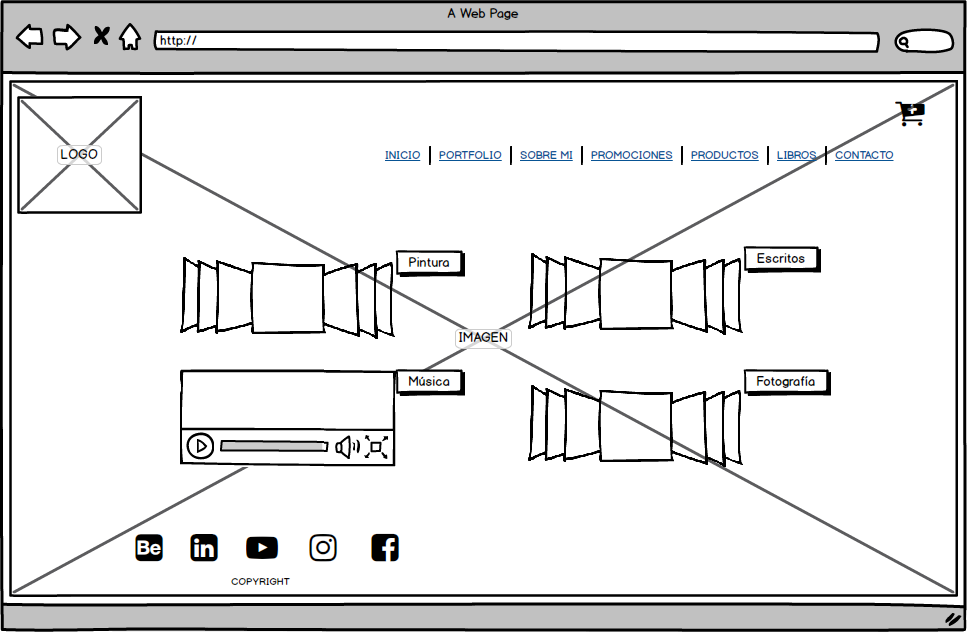 A Web Page
http://
LOGO
INICIO | PORTFOLIO | SOBRE MI | PROMOCIONES | PRODUCTOS | LIBROS | CONTACTO
Pintura
Escritos
IMAGEN
Música
Fotografía
Be in
COPYRIGHT